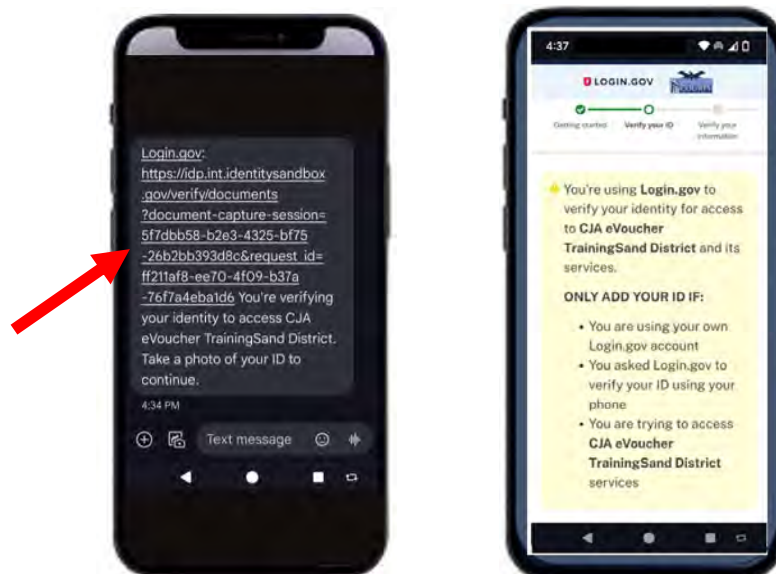 Login.gov:
https://idp.int.identitysandbox
.gov/verify/documents
?document-capture-session=
5f7dbb58-b2e3-4325-bf75
-26b2bb393d8c&request_id=
ff211af8-ee70-4f09-b37a
-76f7a4eba1d6 You're verifying
your identity to access CJA
eVoucher TrainingSand District.
Take a photo of your ID to
continue.
4:34 PM
Text message
4:37
LOGIN.GOV
Getting started Verify your ID Verify your
information
You're using Login.gov to
verify your identity for access
to CJA eVoucher
TrainingSand District and its
services.
ONLY ADD YOUR ID IF:
• You are using your own
Login.gov account
• You asked Login.gov to
verify your ID using your
phone
• You are trying to access
CJA eVoucher
TrainingSand District
services